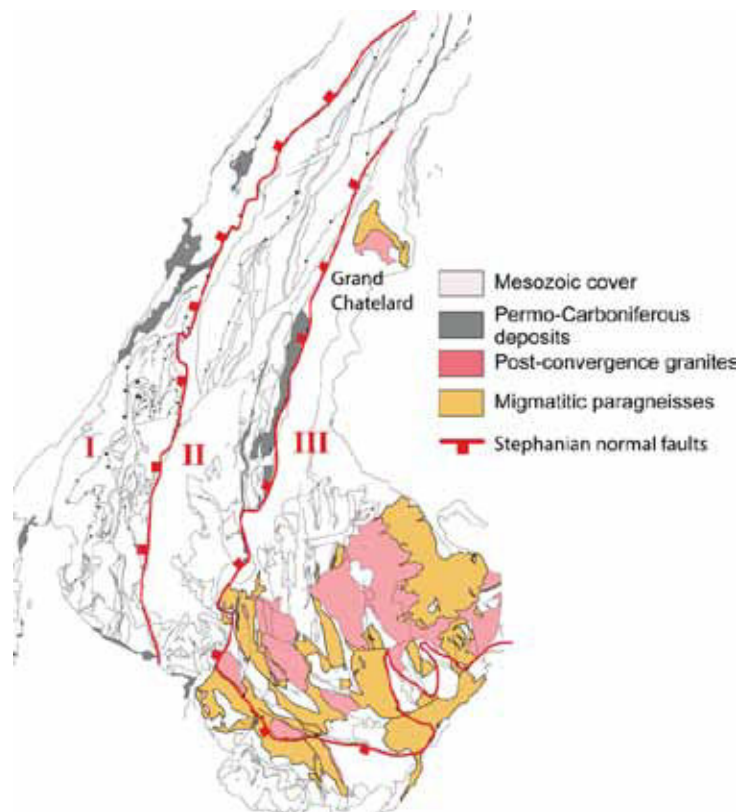 Grand
Chatelard
Mesozoic cover
Permo-Carboniferous
deposits
Post-convergence granites
Migmatitic paragneisses
Stephanian normal faults
I
II
III